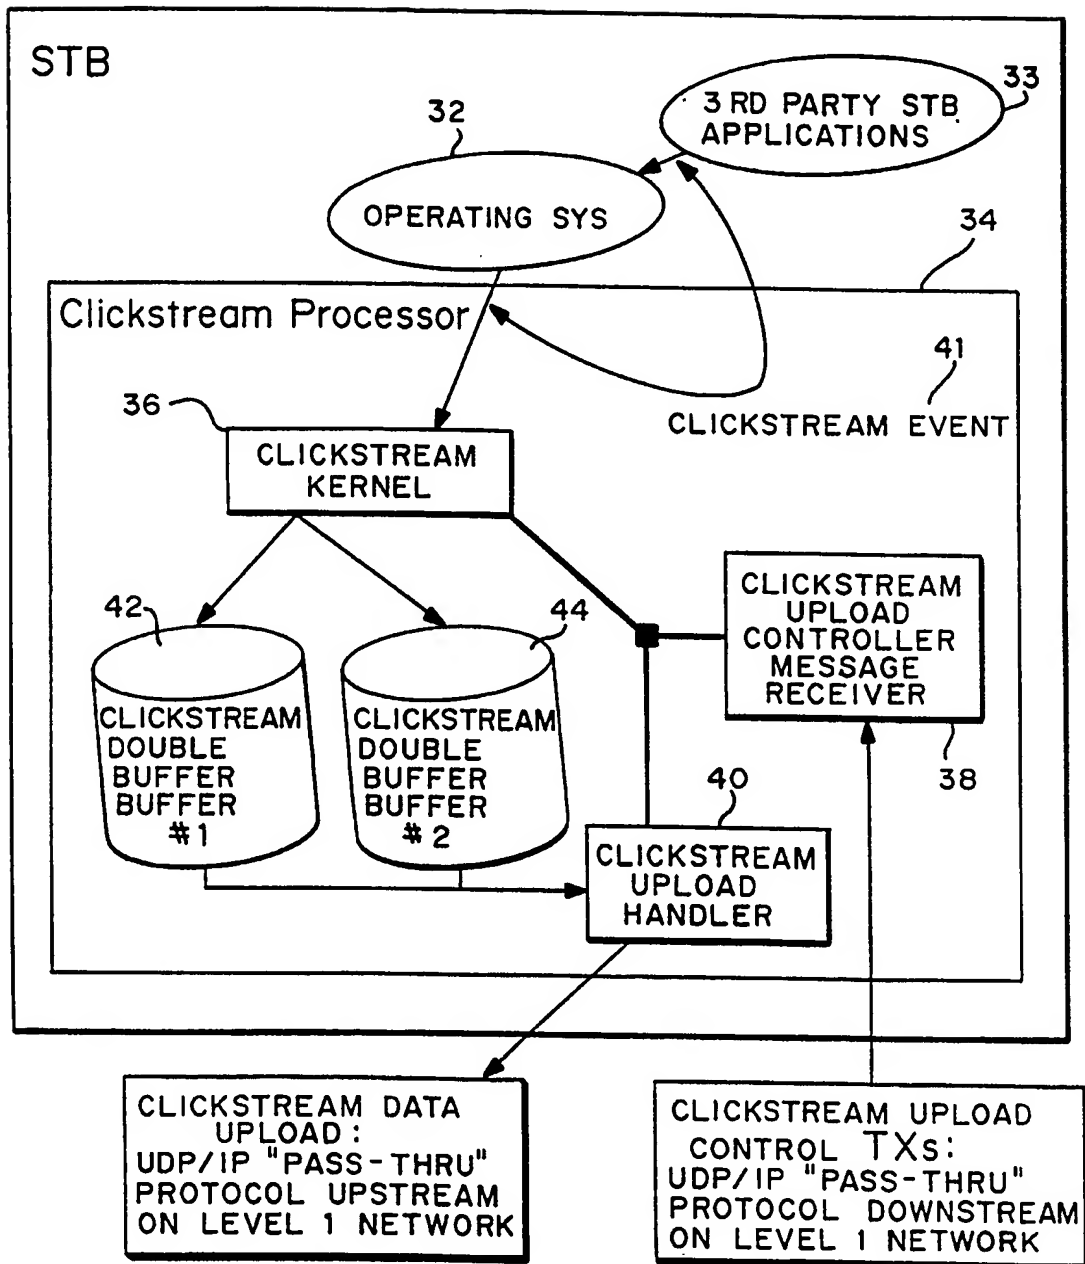 STB
32
33
3 RD PARTY STB
APPLICATIONS
OPERATING SYS
34
Clickstream Processor
41
CLICKSTREAM EVENT
36
CLICKSTREAM
KERNEL
42
CLICKSTREAM
DOUBLE
BUFFER
BUFFER
#1
44
CLICKSTREAM
DOUBLE
BUFFER
BUFFER
#2
CLICKSTREAM
UPLOAD
CONTROLLER
MESSAGE
RECEIVER
38
40
CLICKSTREAM
UPLOAD
HANDLER
CLICKSTREAM DATA
UPLOAD:
UDP/IP "PASS-THRU"
PROTOCOL UPSTREAM
ON LEVEL 1 NETWORK
CLICKSTREAM UPLOAD
CONTROL TXs:
UDP/IP "PASS-THRU"
PROTOCOL DOWNSTREAM
ON LEVEL 1 NETWORK